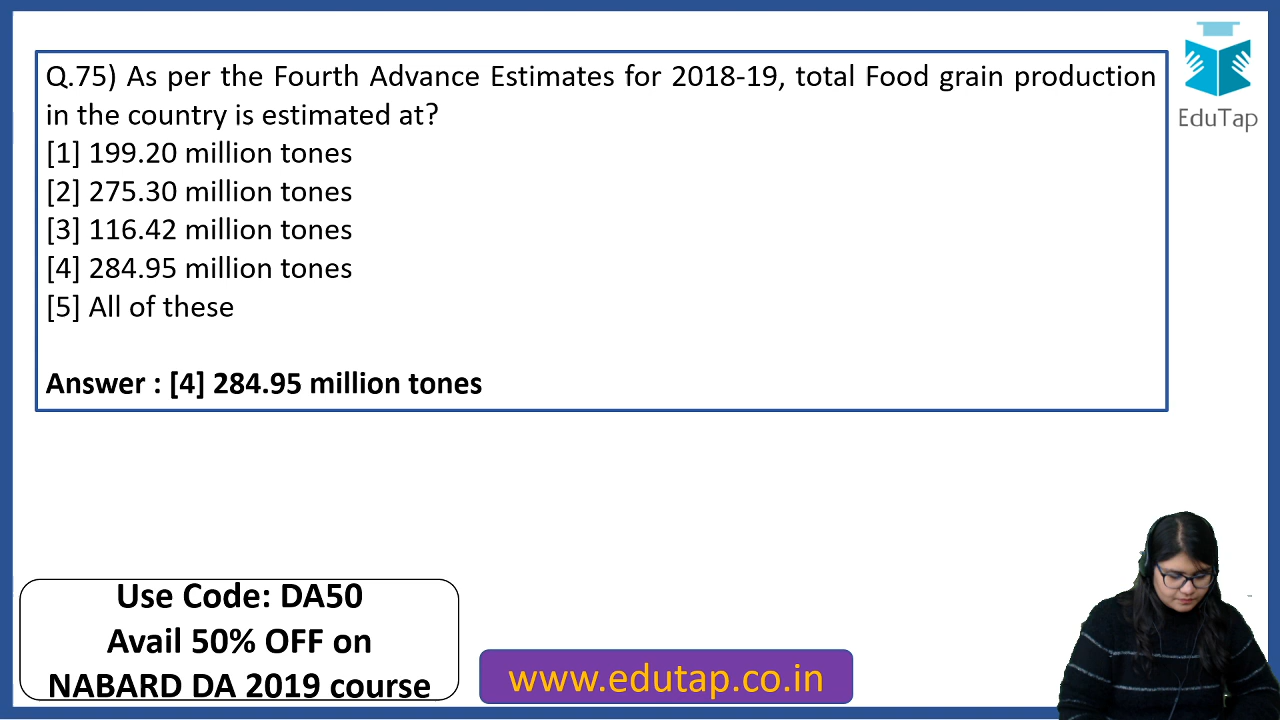 Q.75) As per the Fourth Advance Estimates for 2018-19, total Food grain production
in the country is estimated at?
[1] 199.20 million tones
[2] 275.30 million tones
[3] 116.42 million tones
[4] 284.95 million tones
[5] All of these
Answer : [4] 284.95 million tones
EduTap
Use Code: DA50
Avail 50% OFF on
NABARD DA 2019 course
www.edutap.co.in